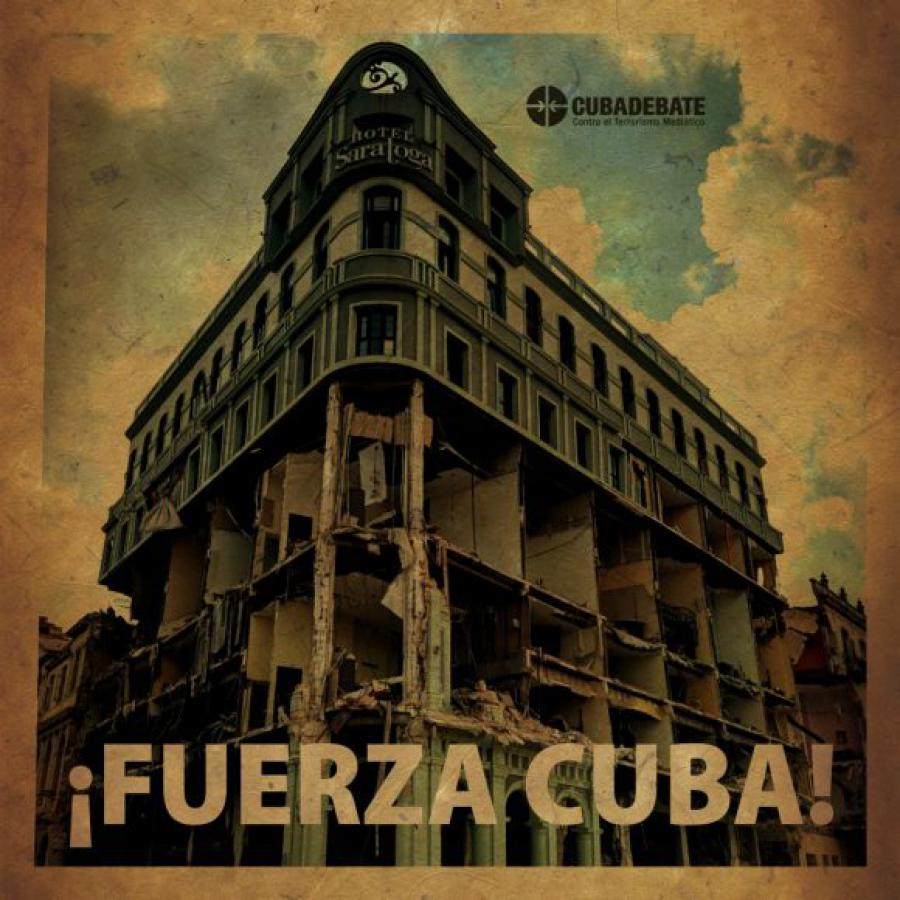 CUBADEBATE
Contra el Terrorismo Mediático
HOTEL
Saratoga
¡FUERZA CUBA!